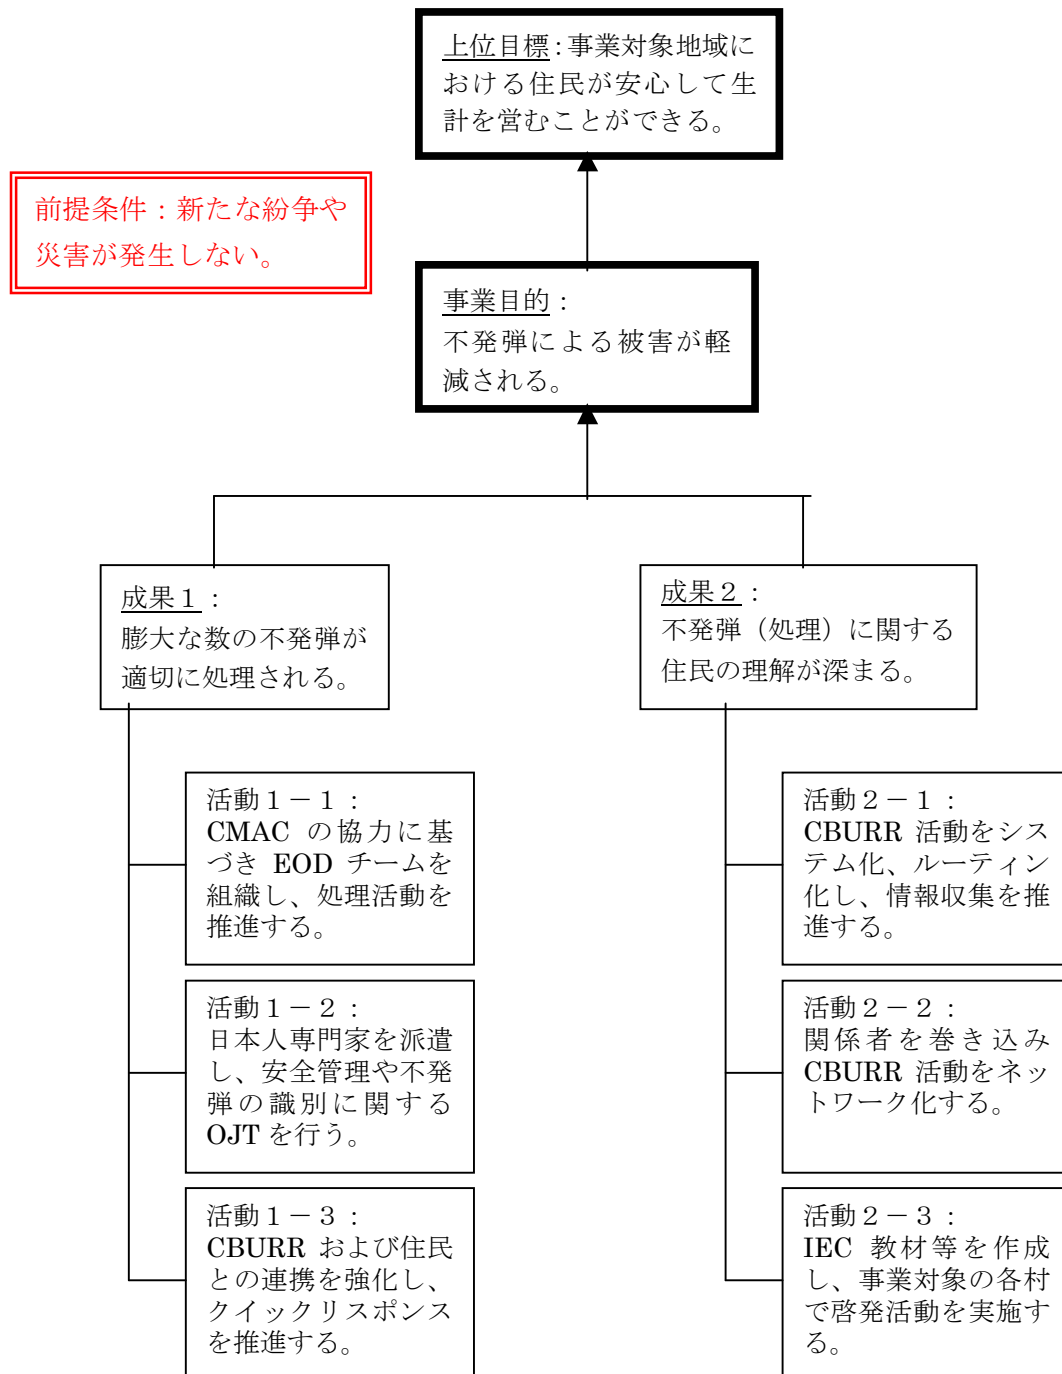 上位目標：事業対象地域に
おける住民が安心して生
計を営むことができる。
前提条件：新たな紛争や
災害が発生しない。
事業目的：
不発弾による被害が軽
減される。
成果１：
膨大な数の不発弾が
適切に処理される。
成果２：
不発弾（処理）に関する
住民の理解が深まる。
活動１－１：
CMAC の協力に基
づき EOD チームを
組織し、処理活動を
推進する。
活動２－１：
CBURR 活動をシス
テム化、ルーティン
化し、情報収集を推
進する。
活動１－２：
日本人専門家を派遣
し、安全管理や不発
弾の識別に関する
OJT を行う。
活動２－２：
関係者を巻き込み
CBURR 活動をネッ
トワーク化する。
活動１－３：
CBURR および住民
との連携を強化し、
クイックリスポンス
を推進する。
活動２－３：
IEC 教材等を作成
し、事業対象の各村
で啓発活動を実施す
る。